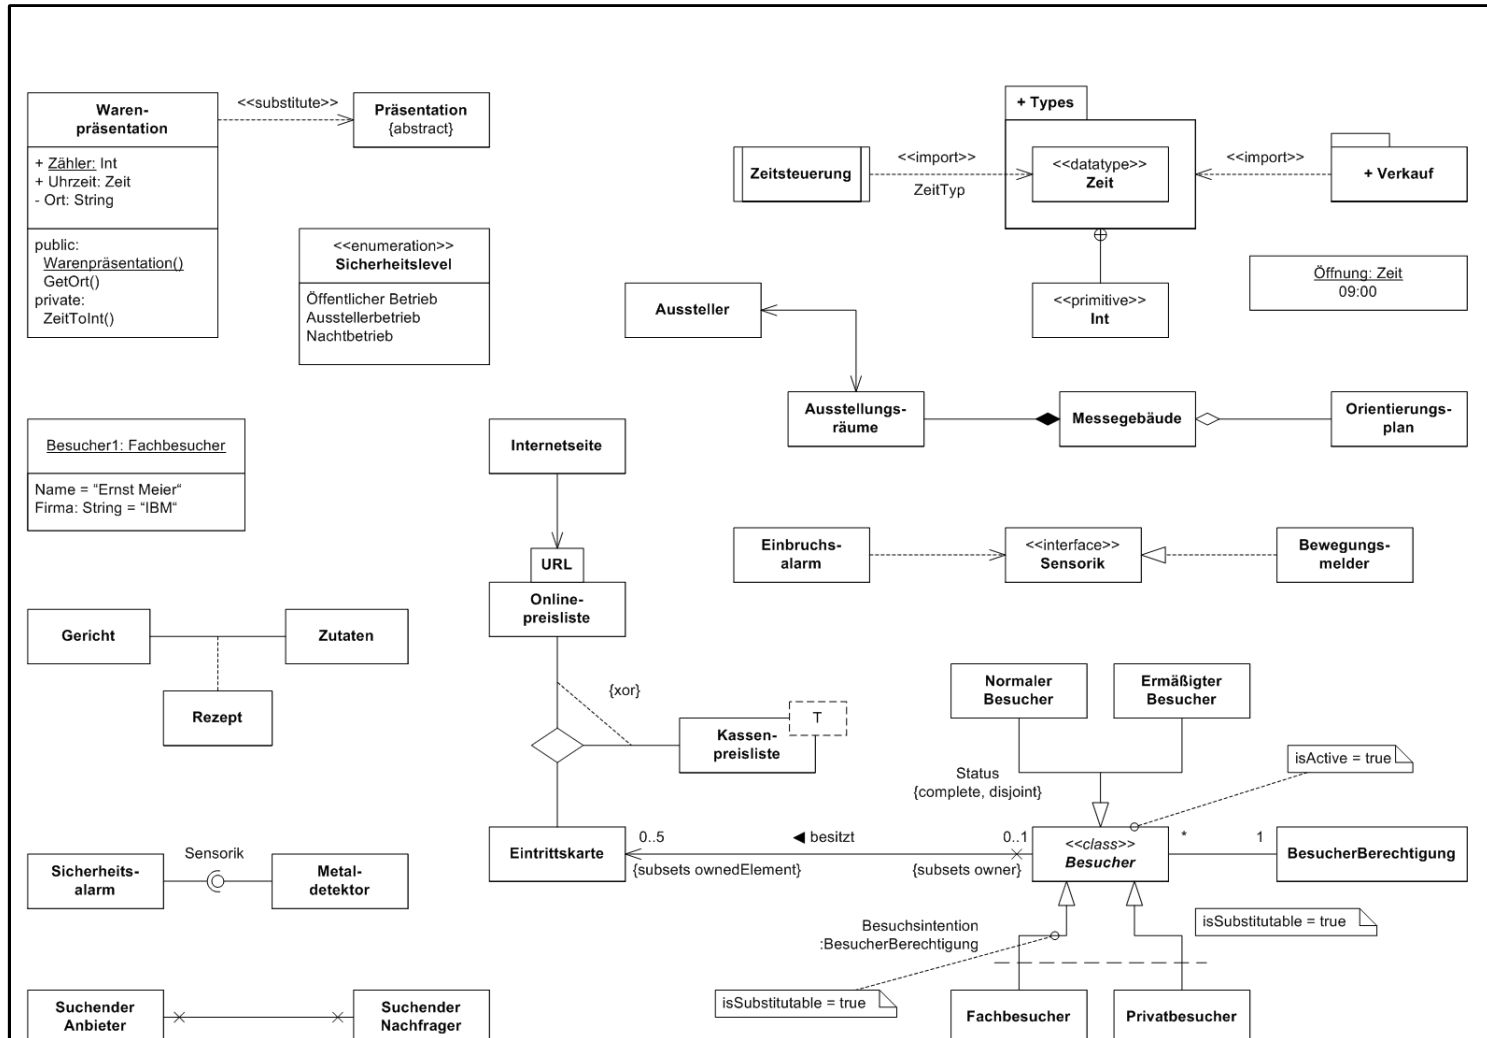 Waren-
präsentation
+ Zähler: Int
+ Uhrzeit: Zeit
- Ort: String
public:
Warenpräsentation()
GetOrt()
private:
ZeitToInt()
<<substitute>>
Präsentation
{abstract}
<<enumeration>>
Sicherheitslevel
Öffentlicher Betrieb
Ausstellerbetrieb
Nachtbetrieb
Zeitsteuerung
<<import>>
ZeitTyp
+ Types
<<datatype>>
Zeit
<<import>>
+ Verkauf
<<primitive>>
Int
Öffnung: Zeit
09:00
Aussteller
Ausstellungs-
räume
Messegebäude
Orientierungs-
plan
Besucher1: Fachbesucher
Name = “Ernst Meier“
Firma: String = “IBM“
Internetseite
URL
Online-
preisliste
Einbruchs-
alarm
<<interface>>
Sensorik
Bewegungs-
melder
Gericht
Zutaten
Rezept
{xor}
Kassen-
preisliste
T
Normaler
Besucher
Ermäßigter
Besucher
Status
{complete, disjoint}
isActive = true
Eintrittskarte
0..5
besitzt
0..1
{subsets ownedElement}
{subsets owner}
<<class>>
Besucher
*
1
BesucherBerechtigung
Sicherheits-
alarm
Sensorik
Metal-
detektor
Besuchsintention
:BesucherBerechtigung
isSubstitutable = true
isSubstitutable = true
Fachbesucher
Privatbesucher
Suchender
Anbieter
Suchender
Nachfrager